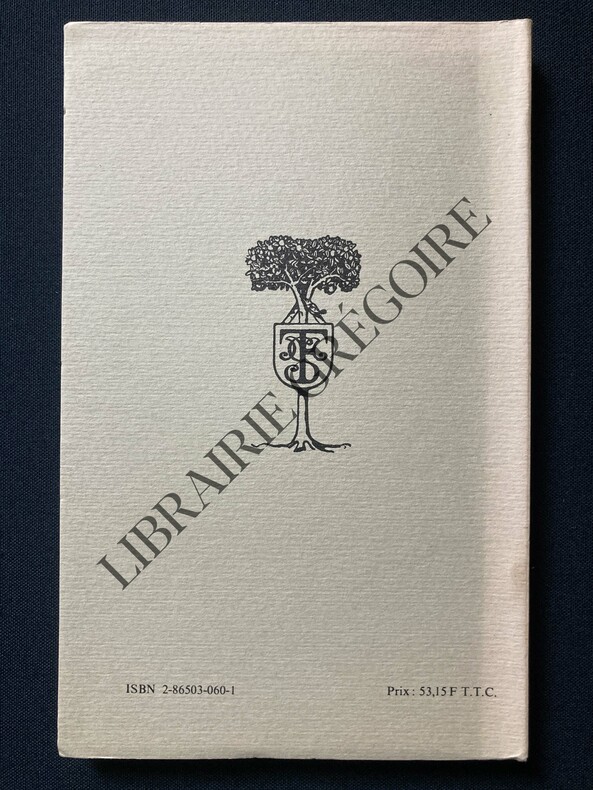 LIBRAIRIE GRÉGOIRE
ISBN 2-86503-060-1
Prix : 53,15 F T.T.C.